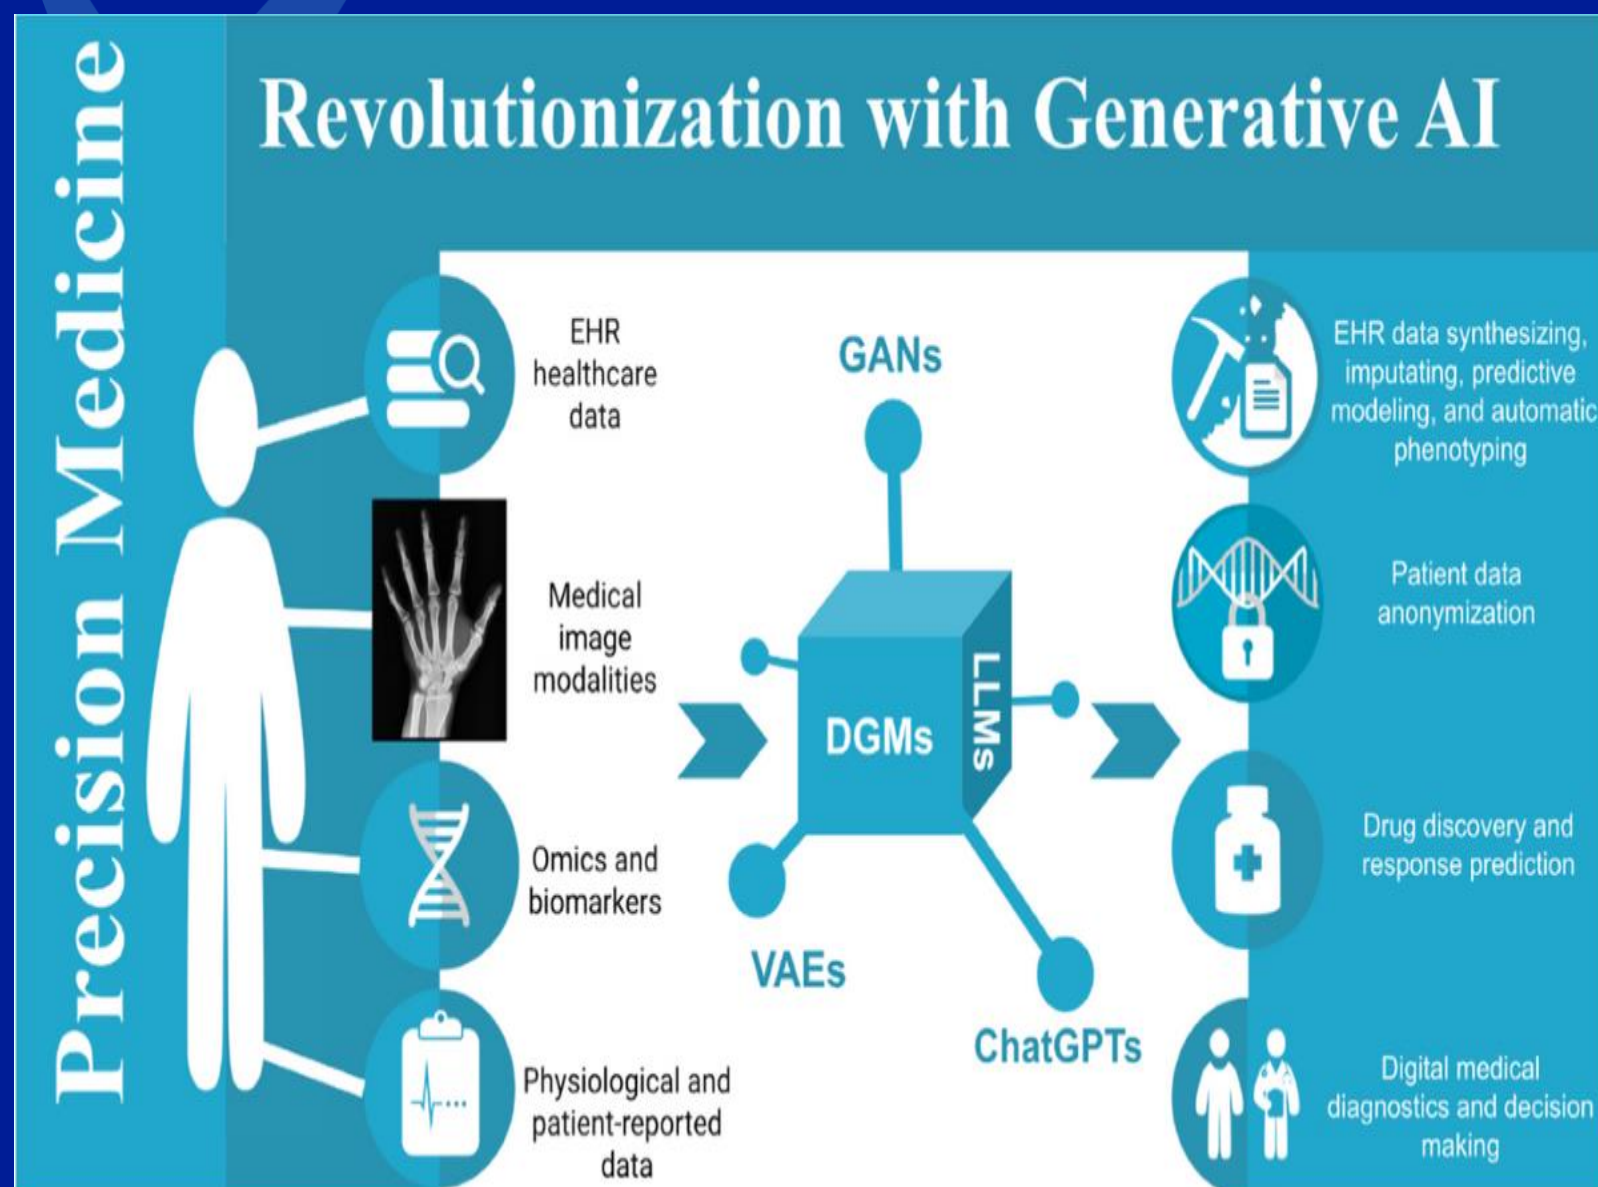 Precision Medicine
Revolutionization with Generative AI
EHR
healthcare
data
Medical
image
modalities
Omics and
biomarkers
Physiological and
patient-reported
data
GANs
DGMs
LLMs
VAEs
ChatGPTs
EHR data synthesizing,
imputating, predictive
modeling, and automatic
phenotyping
Patient data
anonymization
Drug discovery and
response prediction
Digital medical
diagnostics and decision
making